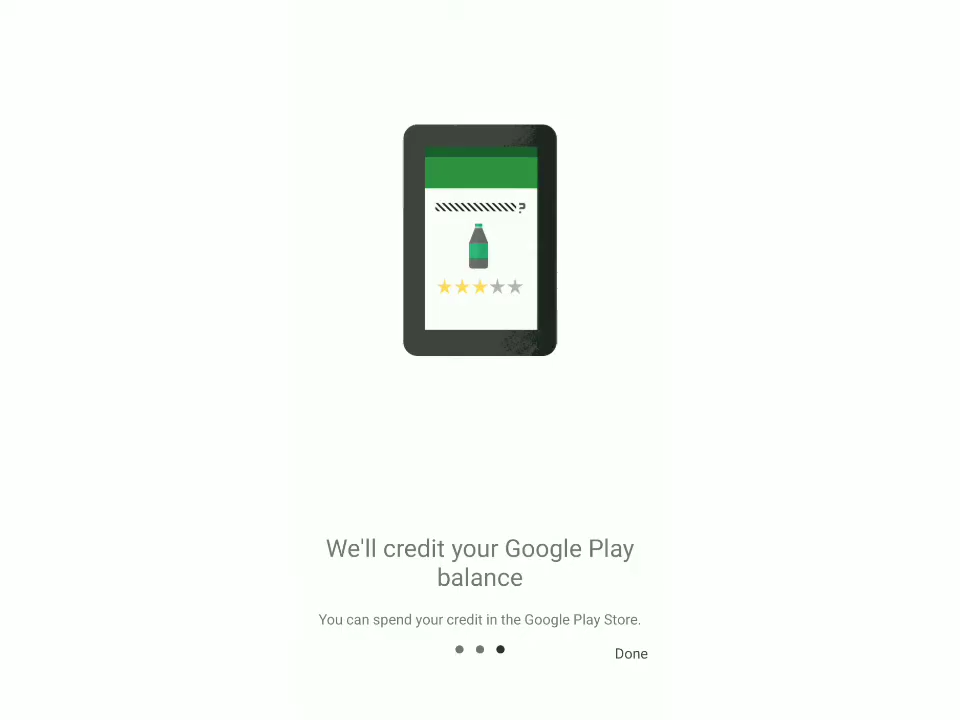 ?
We'll credit your Google Play
balance
You can spend your credit in the Google Play Store.
Done